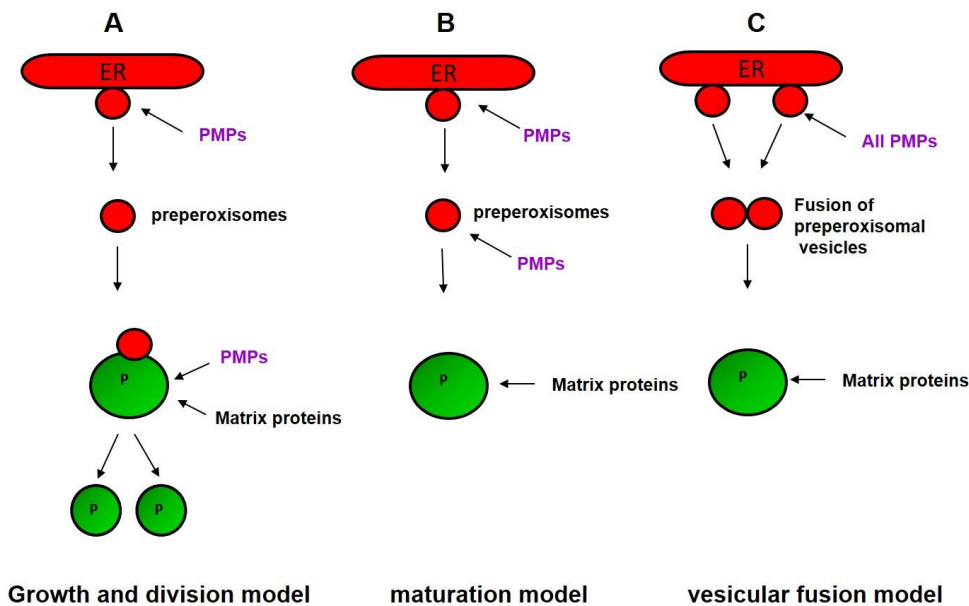 A
B
C
ER
ER
ER
PMPs
PMPs
All PMPs
preperoxisomes
preperoxisomes
Fusion of
preperoxisomal
vesicles
PMPs
PMPs
P
Matrix proteins
P
Matrix proteins
P
Matrix proteins
P
P
Growth and division model
maturation model
vesicular fusion model